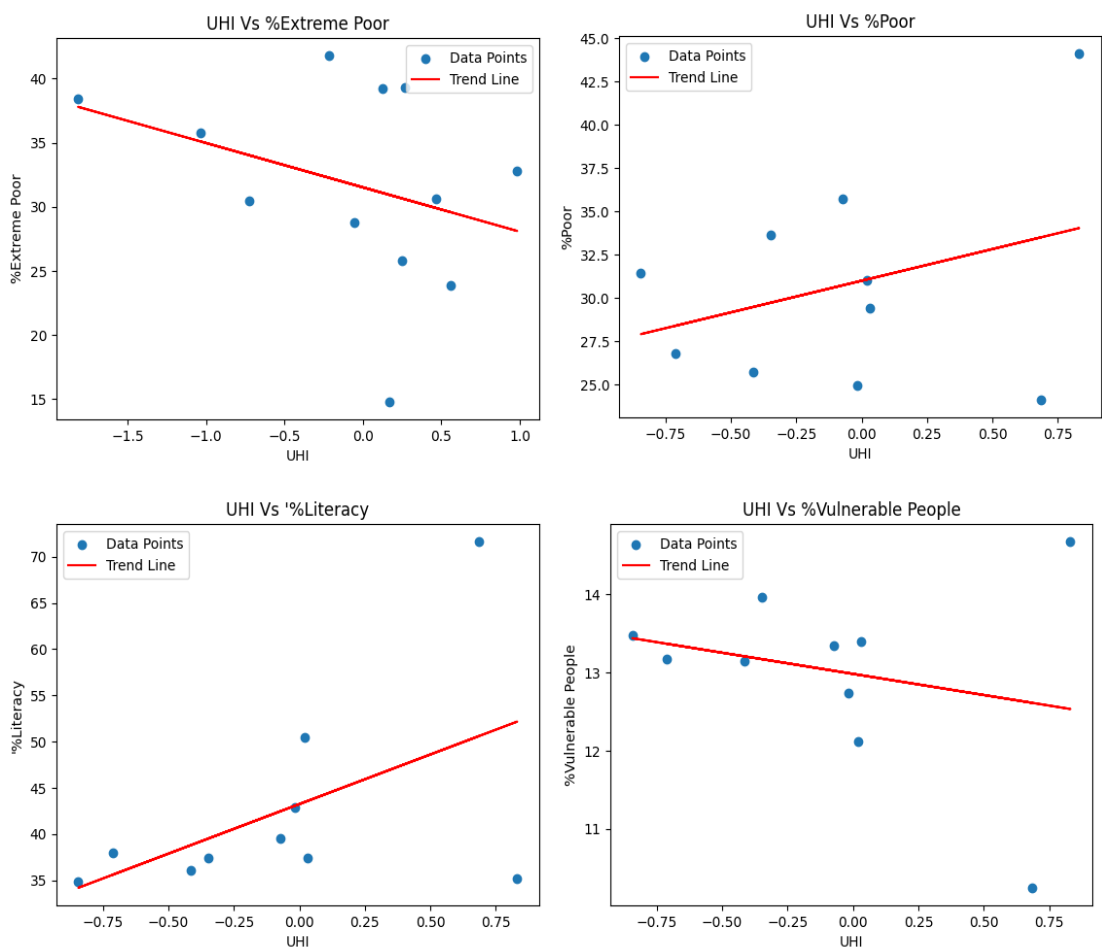 UHI Vs %Extreme Poor
Data Points
Trend Line
%Extreme Poor
40
35
30
25
20
15
−1.5 −1.0 −0.5 0.0 0.5 1.0
UHI
UHI Vs %Poor
Data Points
Trend Line
%Poor
45.0
42.5
40.0
37.5
35.0
32.5
30.0
27.5
25.0
−0.75 −0.50 −0.25 0.00 0.25 0.50 0.75
UHI
UHI Vs '%Literacy
Data Points
Trend Line
'%Literacy
70
65
60
55
50
45
40
35
−0.75 −0.50 −0.25 0.00 0.25 0.50 0.75
UHI
UHI Vs %Vulnerable People
Data Points
Trend Line
%Vulnerable People
14
13
12
11
−0.75 −0.50 −0.25 0.00 0.25 0.50 0.75
UHI